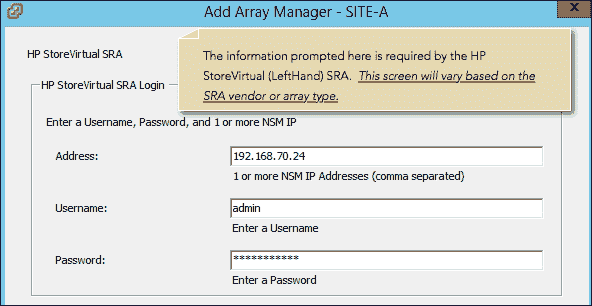 Add Array Manager - SITE-A
X
HP StoreVirtual SRA
The information prompted here is required by the HP
StoreVirtual (LeftHand) SRA. This screen will vary based on the
SRA vendor or array type.
HP StoreVirtual SRA Login
Enter a Username, Password, and 1 or more NSM IP
Address:
192.168.70.24
1 or more NSM IP Addresses (comma separated)
Username:
admin
Enter a Username
Password:
***********
Enter a Password